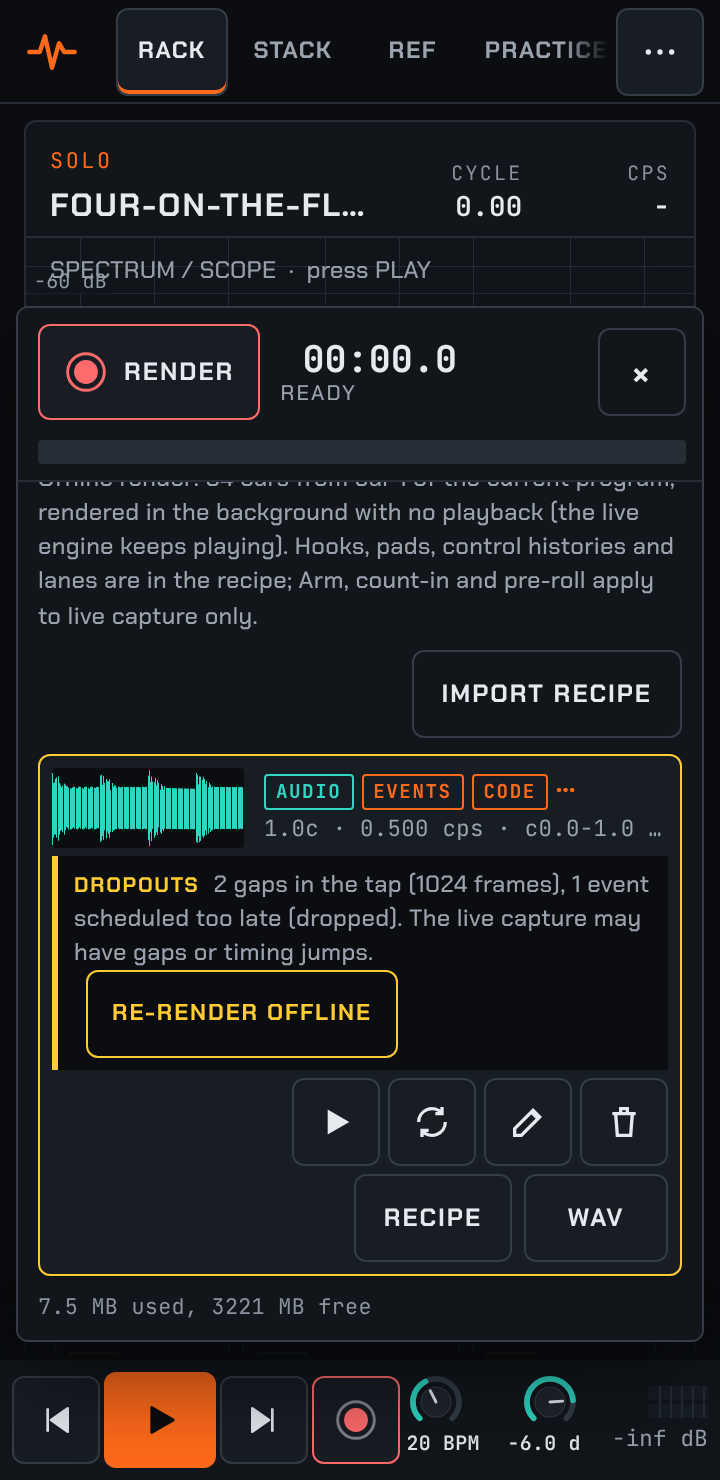 RACK STACK REF PRACTICE ...
SOLO
FOUR-ON-THE-FL...
CYCLE
0.00
CPS
-
SPECTRUM / SCOPE · press PLAY
-60 dB
RENDER
00:00.0
READY
×
rendered in the background with no playback (the live
engine keeps playing). Hooks, pads, control histories and
lanes are in the recipe; Arm, count-in and pre-roll apply
to live capture only.
IMPORT RECIPE
AUDIO EVENTS CODE ...
1.0c · 0.500 cps · c0.0-1.0 …
DROPOUTS 2 gaps in the tap (1024 frames), 1 event
scheduled too late (dropped). The live capture may
have gaps or timing jumps.
RE-RENDER OFFLINE
RECIPE WAV
7.5 MB used, 3221 MB free
20 BPM -6.0 d -inf dB